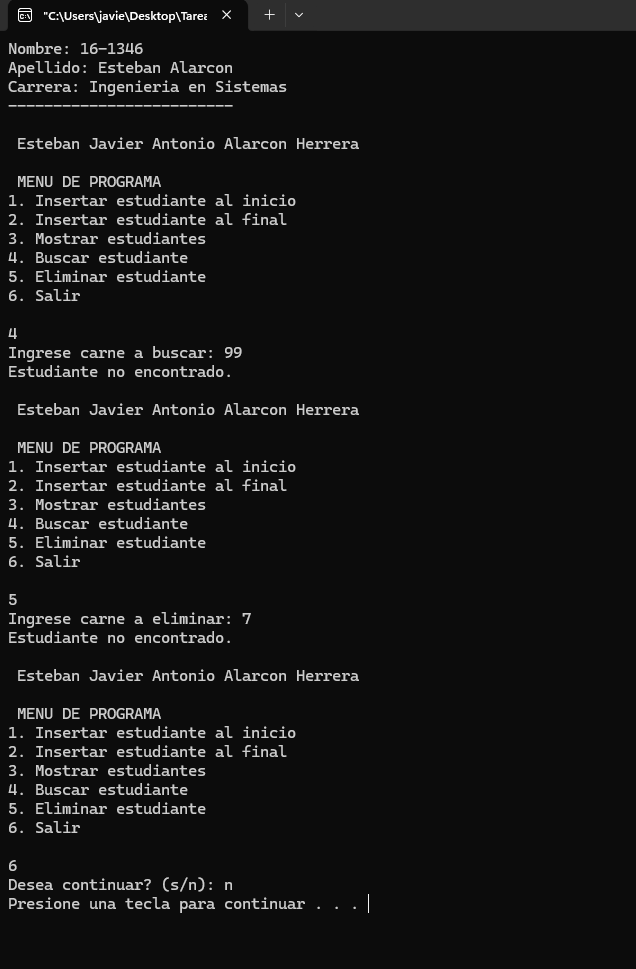 "C:\Users\javie\Desktop\Tarea
Nombre: 16-1346
Apellido: Esteban Alarcon
Carrera: Ingenieria en Sistemas
-------------------------
Esteban Javier Antonio Alarcon Herrera
MENU DE PROGRAMA
1. Insertar estudiante al inicio
2. Insertar estudiante al final
3. Mostrar estudiantes
4. Buscar estudiante
5. Eliminar estudiante
6. Salir
4
Ingrese carne a buscar: 99
Estudiante no encontrado.
Esteban Javier Antonio Alarcon Herrera
MENU DE PROGRAMA
1. Insertar estudiante al inicio
2. Insertar estudiante al final
3. Mostrar estudiantes
4. Buscar estudiante
5. Eliminar estudiante
6. Salir
5
Ingrese carne a eliminar: 7
Estudiante no encontrado.
Esteban Javier Antonio Alarcon Herrera
MENU DE PROGRAMA
1. Insertar estudiante al inicio
2. Insertar estudiante al final
3. Mostrar estudiantes
4. Buscar estudiante
5. Eliminar estudiante
6. Salir
6
Desea continuar? (s/n): n
Presione una tecla para continuar . . .